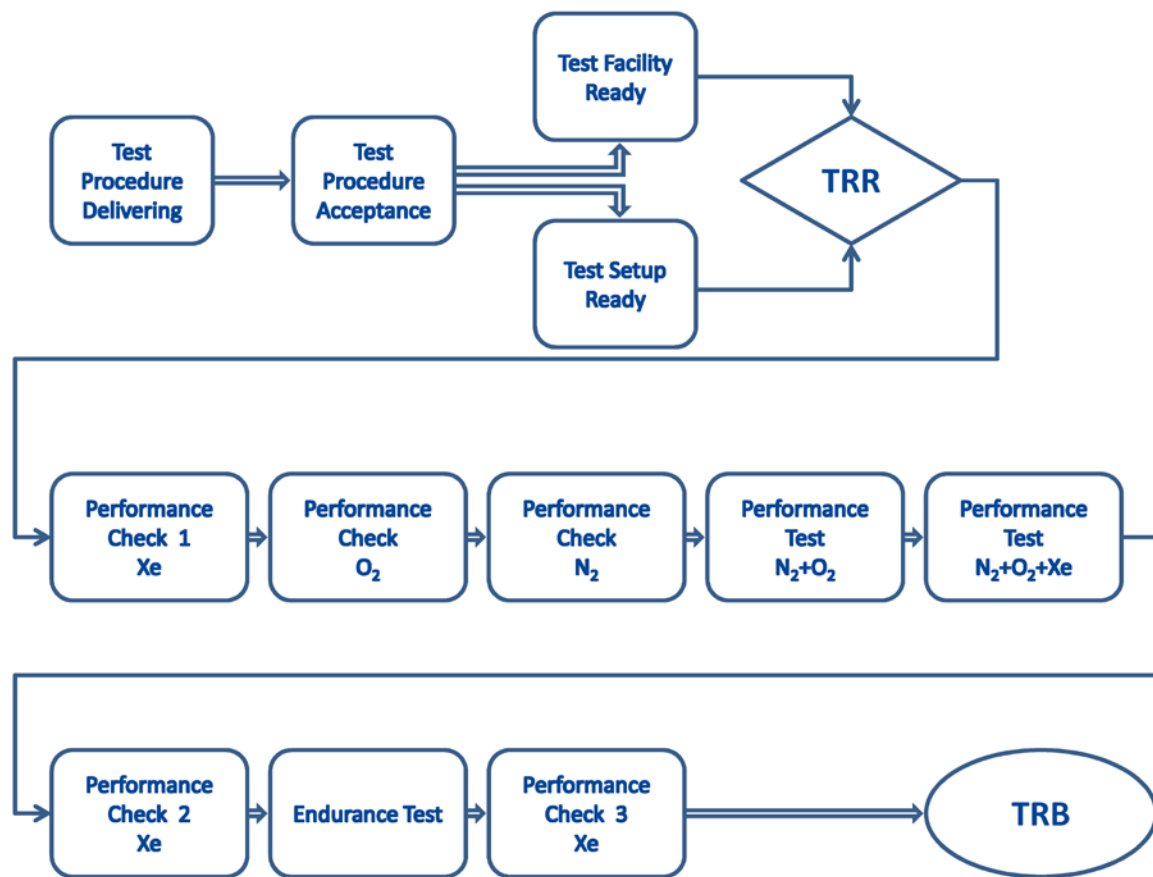 Test Facility
Ready
Test
Procedure
Delivering
Test
Procedure
Acceptance
TRR
Test Setup
Ready
Performance
Check 1
Xe
Performance
Check
O₂
Performance
Check
N₂
Performance
Test
N₂+O₂
Performance
Test
N₂+O₂+Xe
Performance
Check 2
Xe
Endurance Test
Performance
Check 3
Xe
TRB